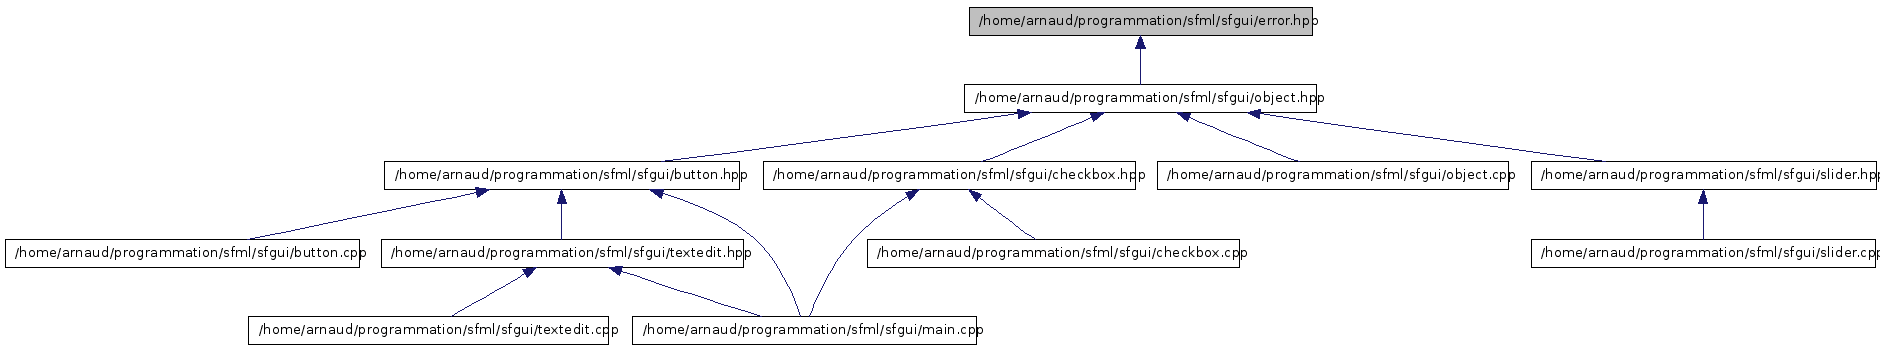 /home/arnaud/programmation/sfml/sfgui/error.hpp
/home/arnaud/programmation/sfml/sfgui/object.hpp
/home/arnaud/programmation/sfml/sfgui/button.hpp
/home/arnaud/programmation/sfml/sfgui/checkbox.hpp
/home/arnaud/programmation/sfml/sfgui/object.cpp
/home/arnaud/programmation/sfml/sfgui/slider.hpp
/home/arnaud/programmation/sfml/sfgui/button.cpp
/home/arnaud/programmation/sfml/sfgui/textedit.hpp
/home/arnaud/programmation/sfml/sfgui/checkbox.cpp
/home/arnaud/programmation/sfml/sfgui/slider.cpp
/home/arnaud/programmation/sfml/sfgui/textedit.cpp
/home/arnaud/programmation/sfml/sfgui/main.cpp